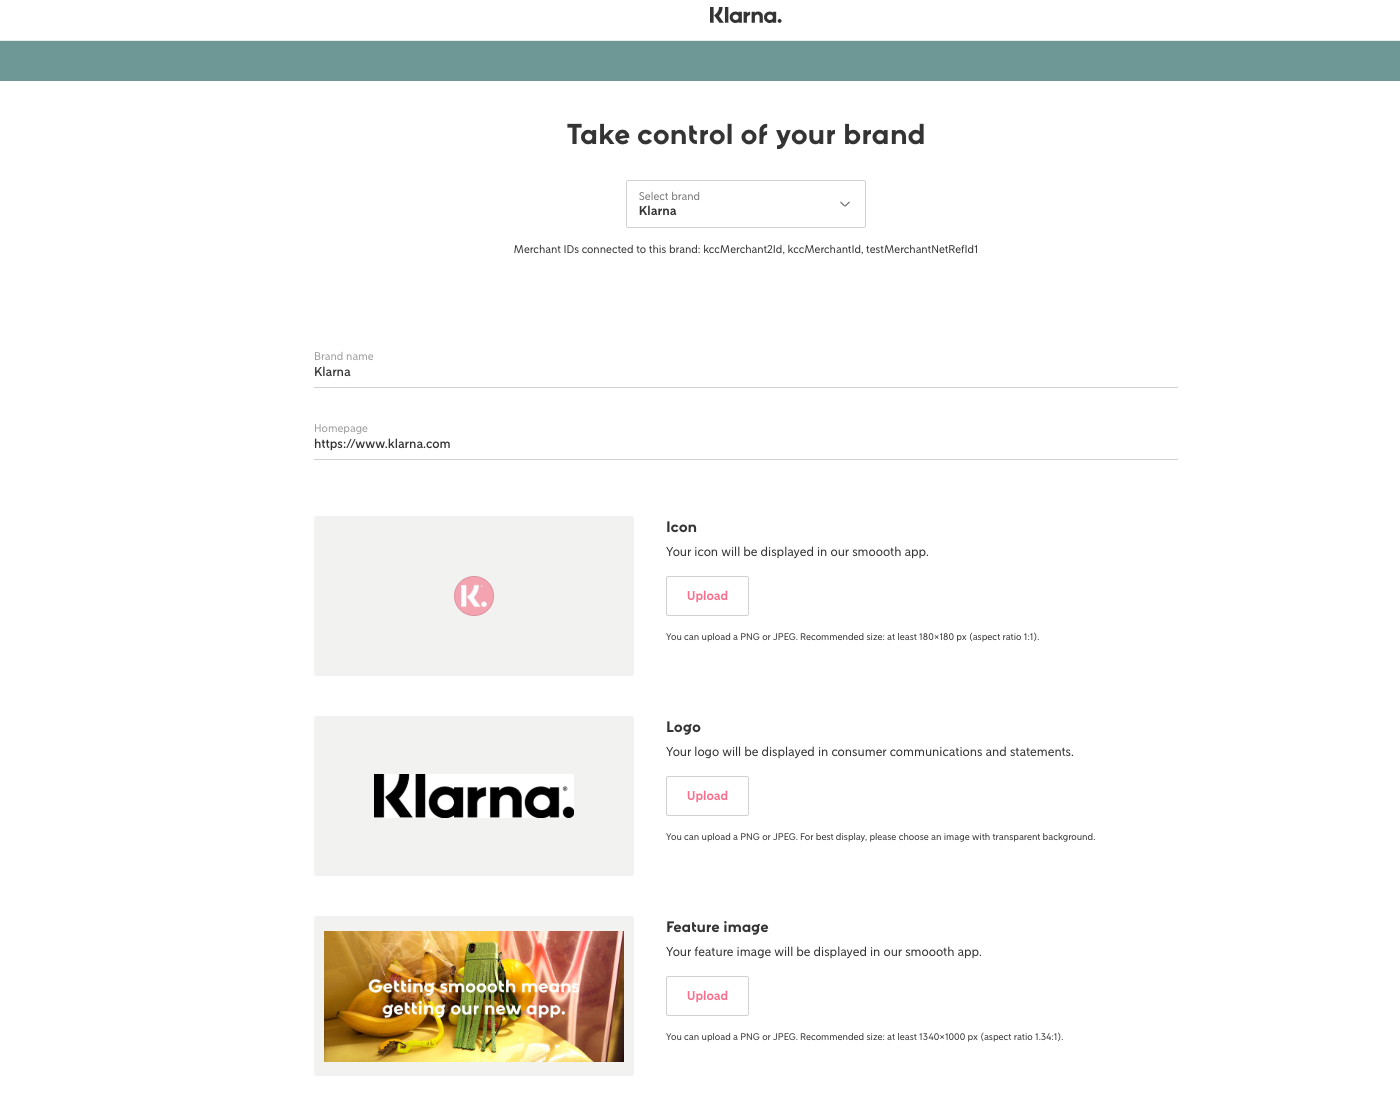 Klarna.
Take control of your brand
Select brand
Klarna
Merchant IDs connected to this brand: kccMerchant2Id, kccMerchantId, testMerchantNetRefId1
Brand name
Klarna
Homepage
https://www.klarna.com
K.
Icon
Your icon will be displayed in our smoooth app.
Upload
You can upload a PNG or JPEG. Recommended size: at least 180×180 px (aspect ratio 1:1).
Klarna.®
Logo
Your logo will be displayed in consumer communications and statements.
Upload
You can upload a PNG or JPEG. For best display, please choose an image with transparent background.
Getting smoooth means
getting our new app.
Feature image
Your feature image will be displayed in our smoooth app.
Upload
You can upload a PNG or JPEG. Recommended size: at least 1340×1000 px (aspect ratio 1.34:1).